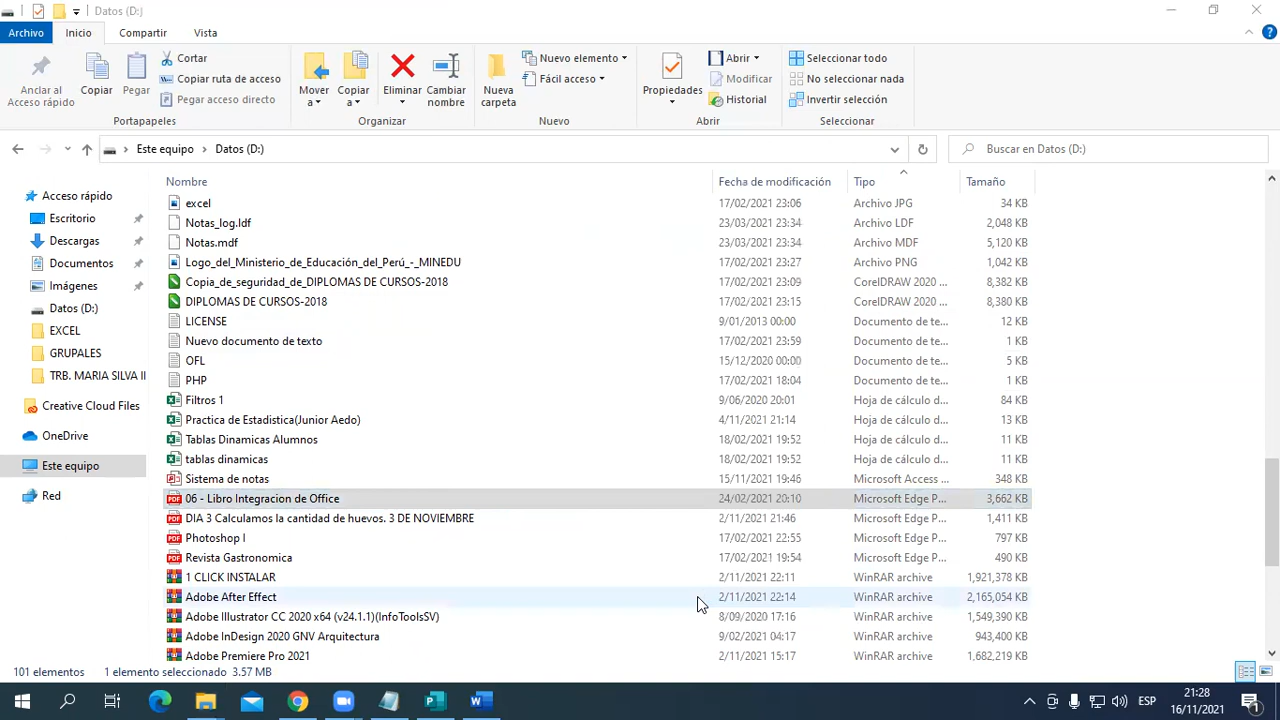 Datos (D:)
Archivo Inicio Compartir Vista
Anclar al Acceso rápido
Copiar
Pegar
Cortar
Copiar ruta de acceso
Pegar acceso directo
Portapapeles
Mover a
Copiar a
Eliminar
Cambiar nombre
Organizar
Nueva carpeta
Nuevo elemento
Fácil acceso
Nuevo
Propiedades
Abrir
Modificar
Historial
Abrir
Seleccionar todo
No seleccionar nada
Invertir selección
Seleccionar
Este equipo > Datos (D:)
Buscar en Datos (D:)
Acceso rápido
Escritorio
Descargas
Documentos
Imágenes
Datos (D:)
EXCEL
GRUPALES
TRB. MARIA SILVA II
Creative Cloud Files
OneDrive
Este equipo
Red
Nombre Fecha de modificación Tipo Tamaño
excel 17/02/2021 23:06 Archivo JPG 34 KB
Notas_log.ldf 23/03/2021 23:34 Archivo LDF 2,048 KB
Notas.mdf 23/03/2021 23:34 Archivo MDF 5,120 KB
Logo_del_Ministerio_de_Educación_del_Perú_-_MINEDU 17/02/2021 23:27 Archivo PNG 1,042 KB
Copia_de_seguridad_de_DIPLOMAS DE CURSOS-2018 17/02/2021 23:09 CorelDRAW 2020 ... 8,382 KB
DIPLOMAS DE CURSOS-2018 17/02/2021 23:15 CorelDRAW 2020 ... 8,380 KB
LICENSE 9/01/2013 00:00 Documento de te... 12 KB
Nuevo documento de texto 17/02/2021 23:59 Documento de te... 1 KB
OFL 15/12/2020 00:00 Documento de te... 5 KB
PHP 17/02/2021 18:04 Documento de te... 1 KB
Filtros 1 9/06/2020 20:01 Hoja de cálculo d... 84 KB
Practica de Estadistica(Junior Aedo) 4/11/2021 21:14 Hoja de cálculo d... 13 KB
Tablas Dinamicas Alumnos 18/02/2021 19:52 Hoja de cálculo d... 11 KB
tablas dinamicas 18/02/2021 19:52 Hoja de cálculo d... 11 KB
Sistema de notas 15/11/2021 19:46 Microsoft Access ... 348 KB
06 - Libro Integracion de Office 24/02/2021 20:10 Microsoft Edge P... 3,662 KB
DIA 3 Calculamos la cantidad de huevos. 3 DE NOVIEMBRE 2/11/2021 21:46 Microsoft Edge P... 1,411 KB
Photoshop I 17/02/2021 22:55 Microsoft Edge P... 797 KB
Revista Gastronomica 17/02/2021 19:54 Microsoft Edge P... 490 KB
1 CLICK INSTALAR 2/11/2021 22:11 WinRAR archive 1,921,378 KB
Adobe After Effect 2/11/2021 22:14 WinRAR archive 2,165,054 KB
Adobe Illustrator CC 2020 x64 (v24.1.1)(InfoToolsSV) 8/09/2020 17:16 WinRAR archive 1,549,390 KB
Adobe InDesign 2020 GNV Arquitectura 9/02/2021 04:17 WinRAR archive 943,400 KB
Adobe Premiere Pro 2021 2/11/2021 15:17 WinRAR archive 1,682,219 KB
101 elementos 1 elemento seleccionado 3.57 MB
ESP
21:28
16/11/2021
1